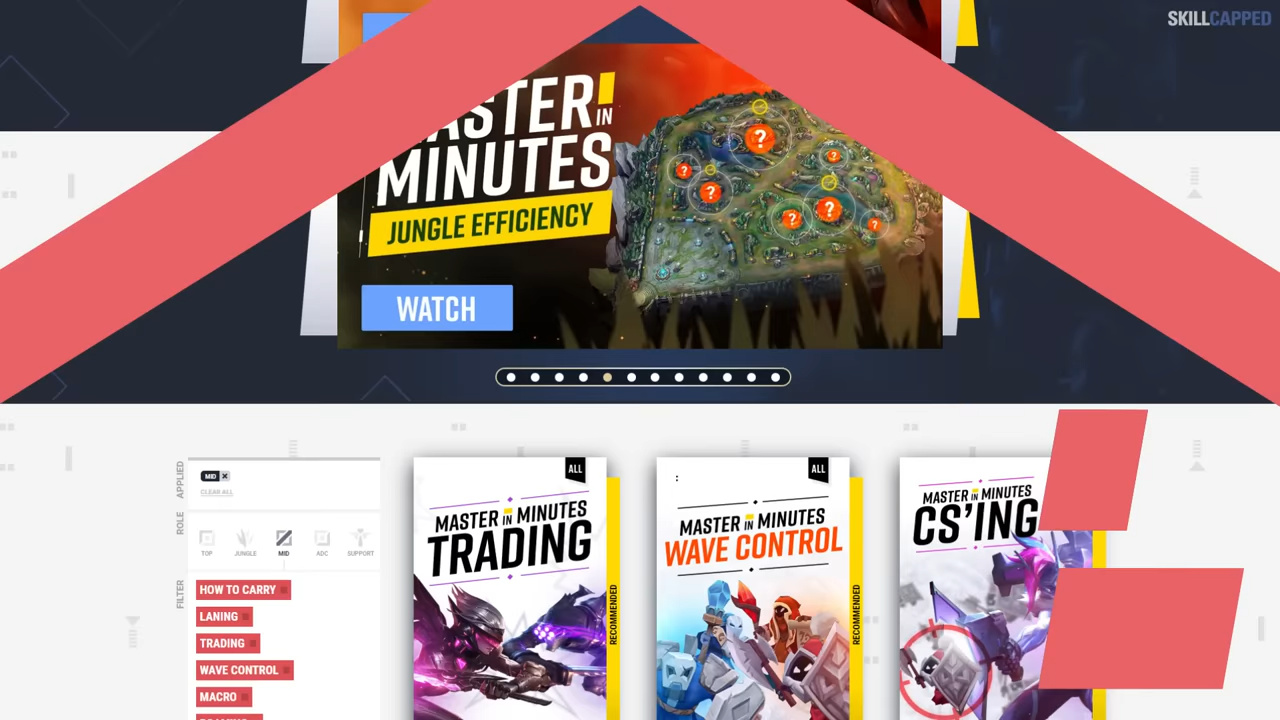 SKILLCAPPED
MASTER
IN
MINUTES
JUNGLE EFFICIENCY
? ? ? ? ? ? ? ?
WATCH
APPLIED
MID X
CLEAR ALL
ROLE
TOP JUNGLE MID ADC SUPPORT
FILTER
HOW TO CARRY
LANING
TRADING
WAVE CONTROL
MACRO
ALL
MASTER IN MINUTES
TRADING
RECOMMENDED
ALL
:
MASTER IN MINUTES
WAVE CONTROL
RECOMMENDED
MASTER IN MINUTES
CS'ING